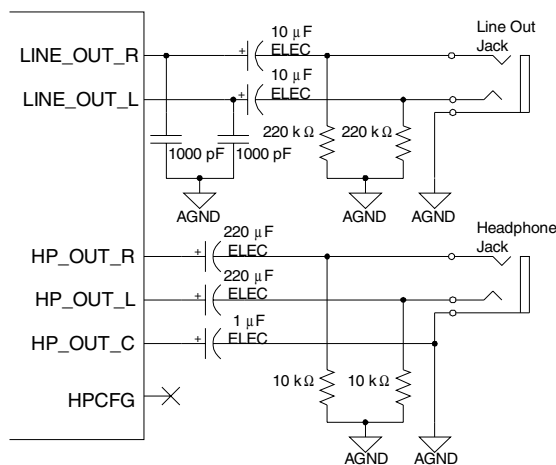 LINE_OUT_R
+
10 µF
ELEC
Line Out
Jack
LINE_OUT_L
+
10 µF
ELEC
1000 pF
1000 pF
220 kΩ
220 kΩ
AGND
AGND
AGND
HP_OUT_R
+
220 µF
ELEC
Headphone
Jack
HP_OUT_L
+
220 µF
ELEC
HP_OUT_C
+
1 µF
ELEC
HPCFG
10 kΩ
10 kΩ
AGND
AGND